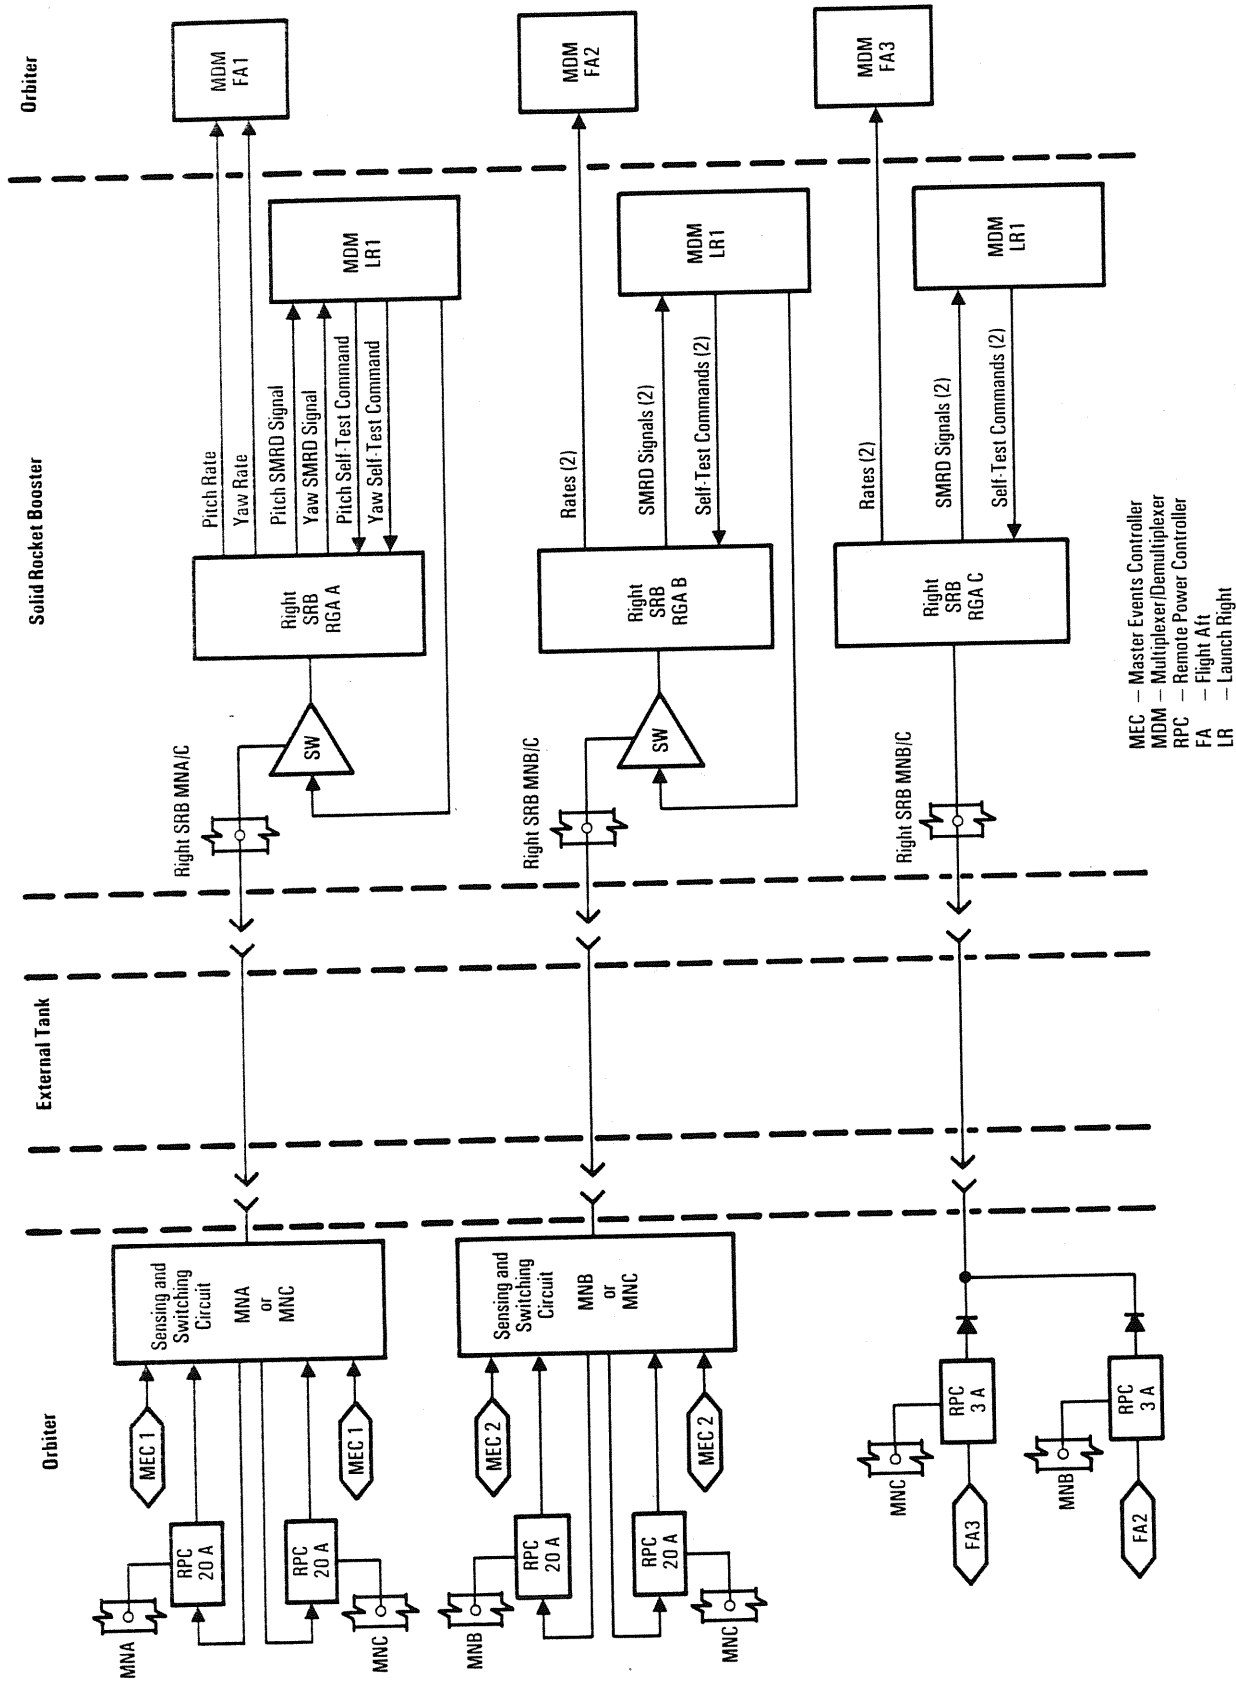 Orbiter
External Tank
Solid Rocket Booster
Orbiter
MNA
RPC
20 A
MEC 1
Sensing and
Switching
Circuit
MNA
or
MNC
RPC
20 A
MEC 1
MNC
Right SRB MNA/C
SW
Right
SRB
RGA A
Pitch Rate
Yaw Rate
Pitch SMRD Signal
Yaw SMRD Signal
Pitch Self-Test Command
Yaw Self-Test Command
MDM
LR1
MDM
FA1
MNB
RPC
20 A
MEC 2
Sensing and
Switching
Circuit
MNB
or
MNC
RPC
20 A
MEC 2
MNC
Right SRB MNB/C
SW
Right
SRB
RGA B
Rates (2)
SMRD Signals (2)
Self-Test Commands (2)
MDM
LR1
MDM
FA2
MNC
FA3
RPC
3 A
MNB
FA2
RPC
3 A
Right SRB MNB/C
Right
SRB
RGA C
Rates (2)
SMRD Signals (2)
Self-Test Commands (2)
MDM
LR1
MDM
FA3
MEC – Master Events Controller
MDM – Multiplexer/Demultiplexer
RPC – Remote Power Controller
FA – Flight Aft
LR – Launch Right